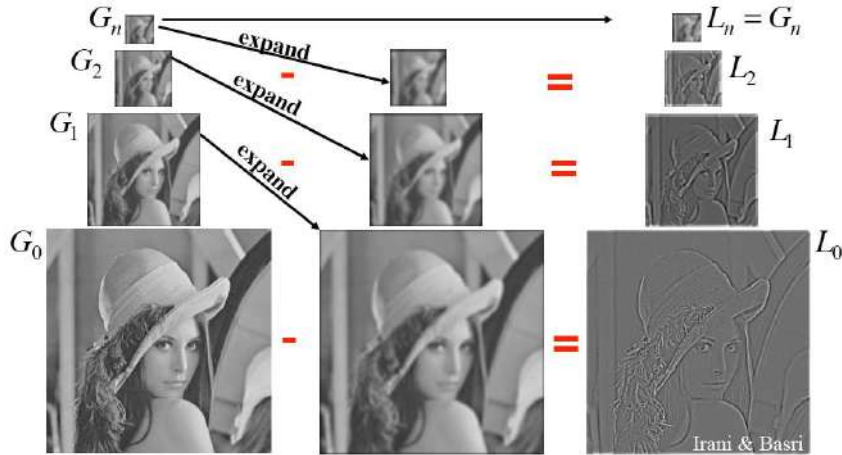 Gn
Ln = Gn
expand
G2
-
=
L2
expand
G1
-
=
L1
expand
G0
-
=
L0
Irani & Basri